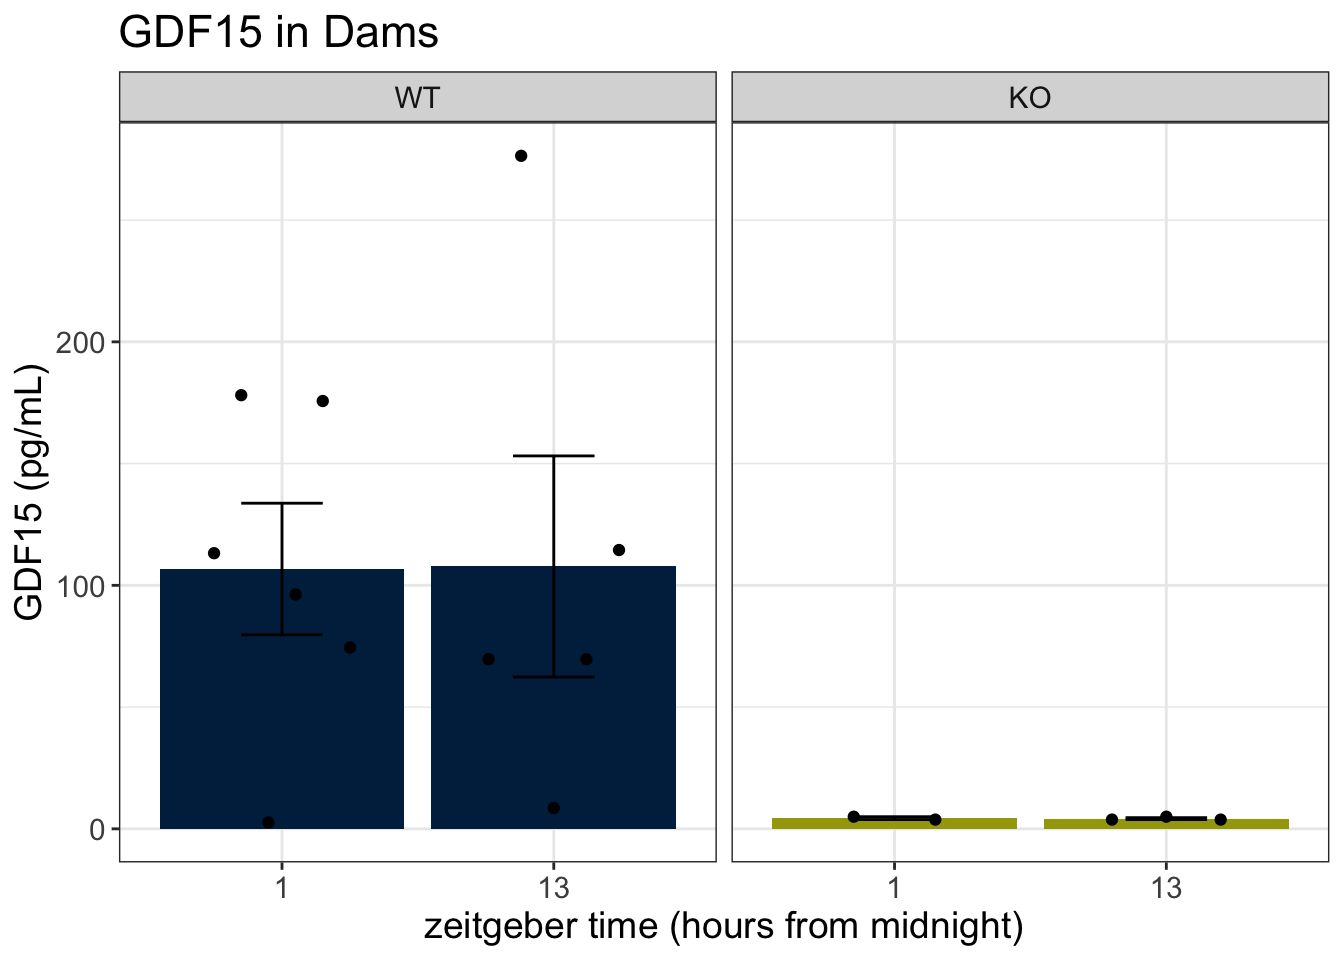 GDF15 in Dams
WT
KO
GDF15 (pg/mL)
200
100
0
1
13
1
13
zeitgeber time (hours from midnight)